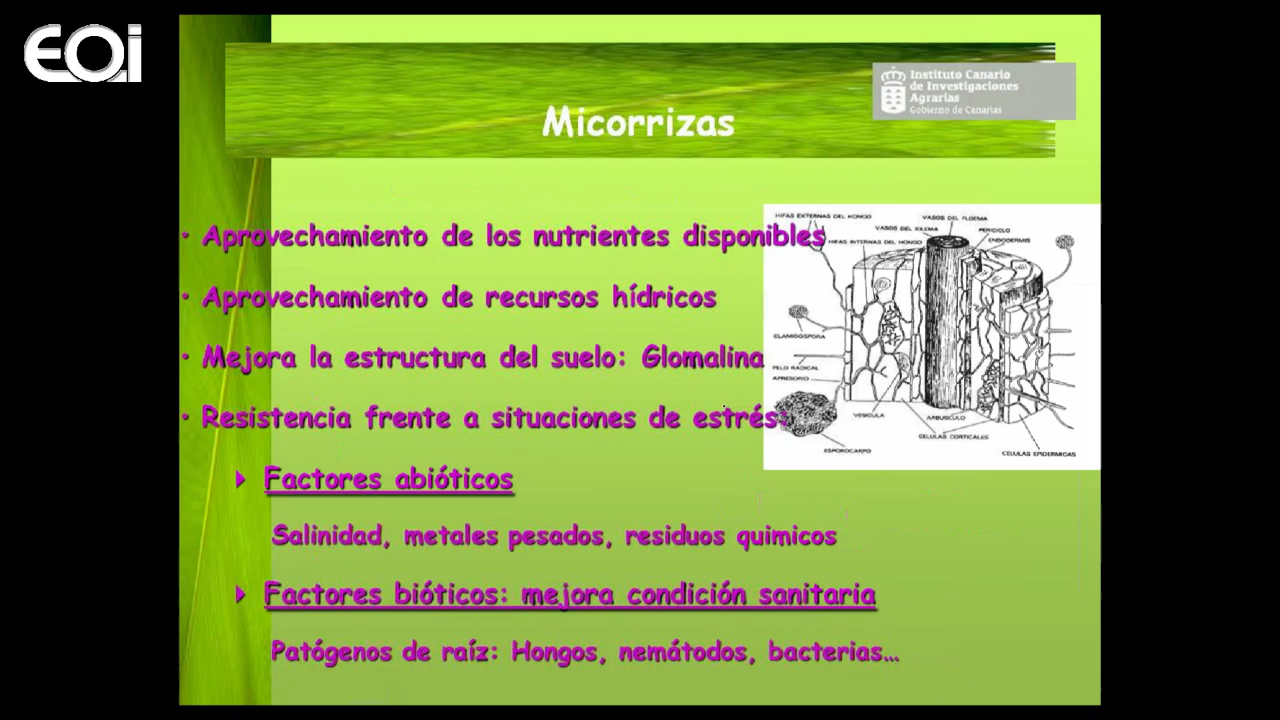 EOi
Instituto Canario
de Investigaciones
Agrarias
Gobierno de Canarias
Micorrizas
· Aprovechamiento de los nutrientes disponibles
· Aprovechamiento de recursos hídricos
· Mejora la estructura del suelo: Glomalina
· Resistencia frente a situaciones de estrés:
Factores abióticos
Salinidad, metales pesados, residuos quimicos
Factores bióticos: mejora condición sanitaria
Patógenos de raíz: Hongos, nemátodos, bacterias...
HIFAS EXTERNAS DEL HONGO
VASOS DEL FLOEMA
VASOS DEL XILEMA
PERICICLO
HIFAS INTERNAS DEL HONGO
ENDODERMIS
CLAMIDOSPORA
PELO RADICAL
APRESORIO
VESICULA
ARBUSCULO
CELULAS CORTICALES
ESPOROCARPO
CELULAS EPIDERMICAS